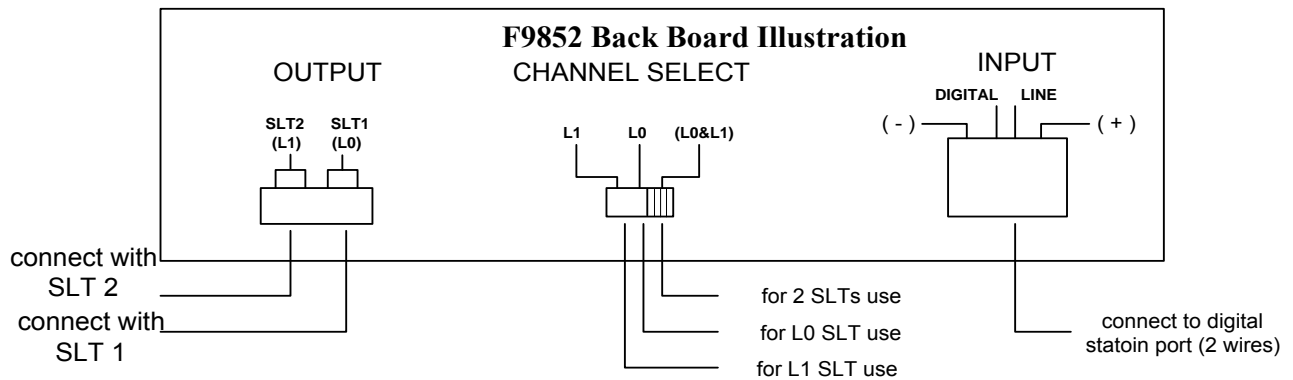 F9852 Back Board Illustration
OUTPUT
CHANNEL SELECT
INPUT
DIGITAL LINE
SLT2
(L1)
SLT1
(L0)
L1
L0
(L0&L1)
( - )
( + )
connect with
SLT 2
connect with
SLT 1
for 2 SLTs use
for L0 SLT use
for L1 SLT use
connect to digital
statoin port (2 wires)